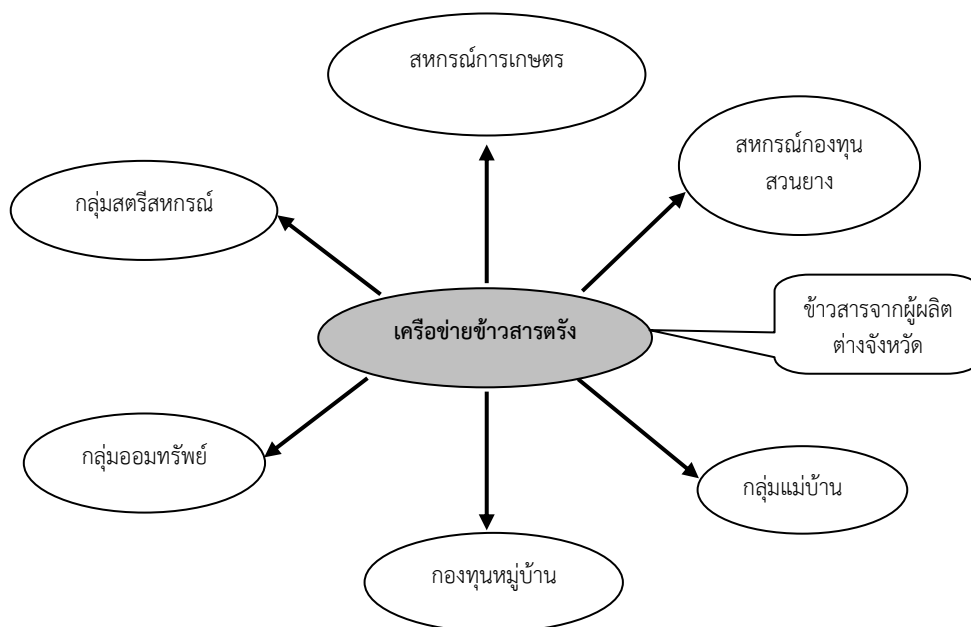 สหกรณ์การเกษตร
สหกรณ์กองทุน
สวนยาง
กลุ่มสตรีสหกรณ์
เครือข่ายข้าวสารตรัง
ข้าวสารจากผู้ผลิต
ต่างจังหวัด
กลุ่มออมทรัพย์
กลุ่มแม่บ้าน
กองทุนหมู่บ้าน